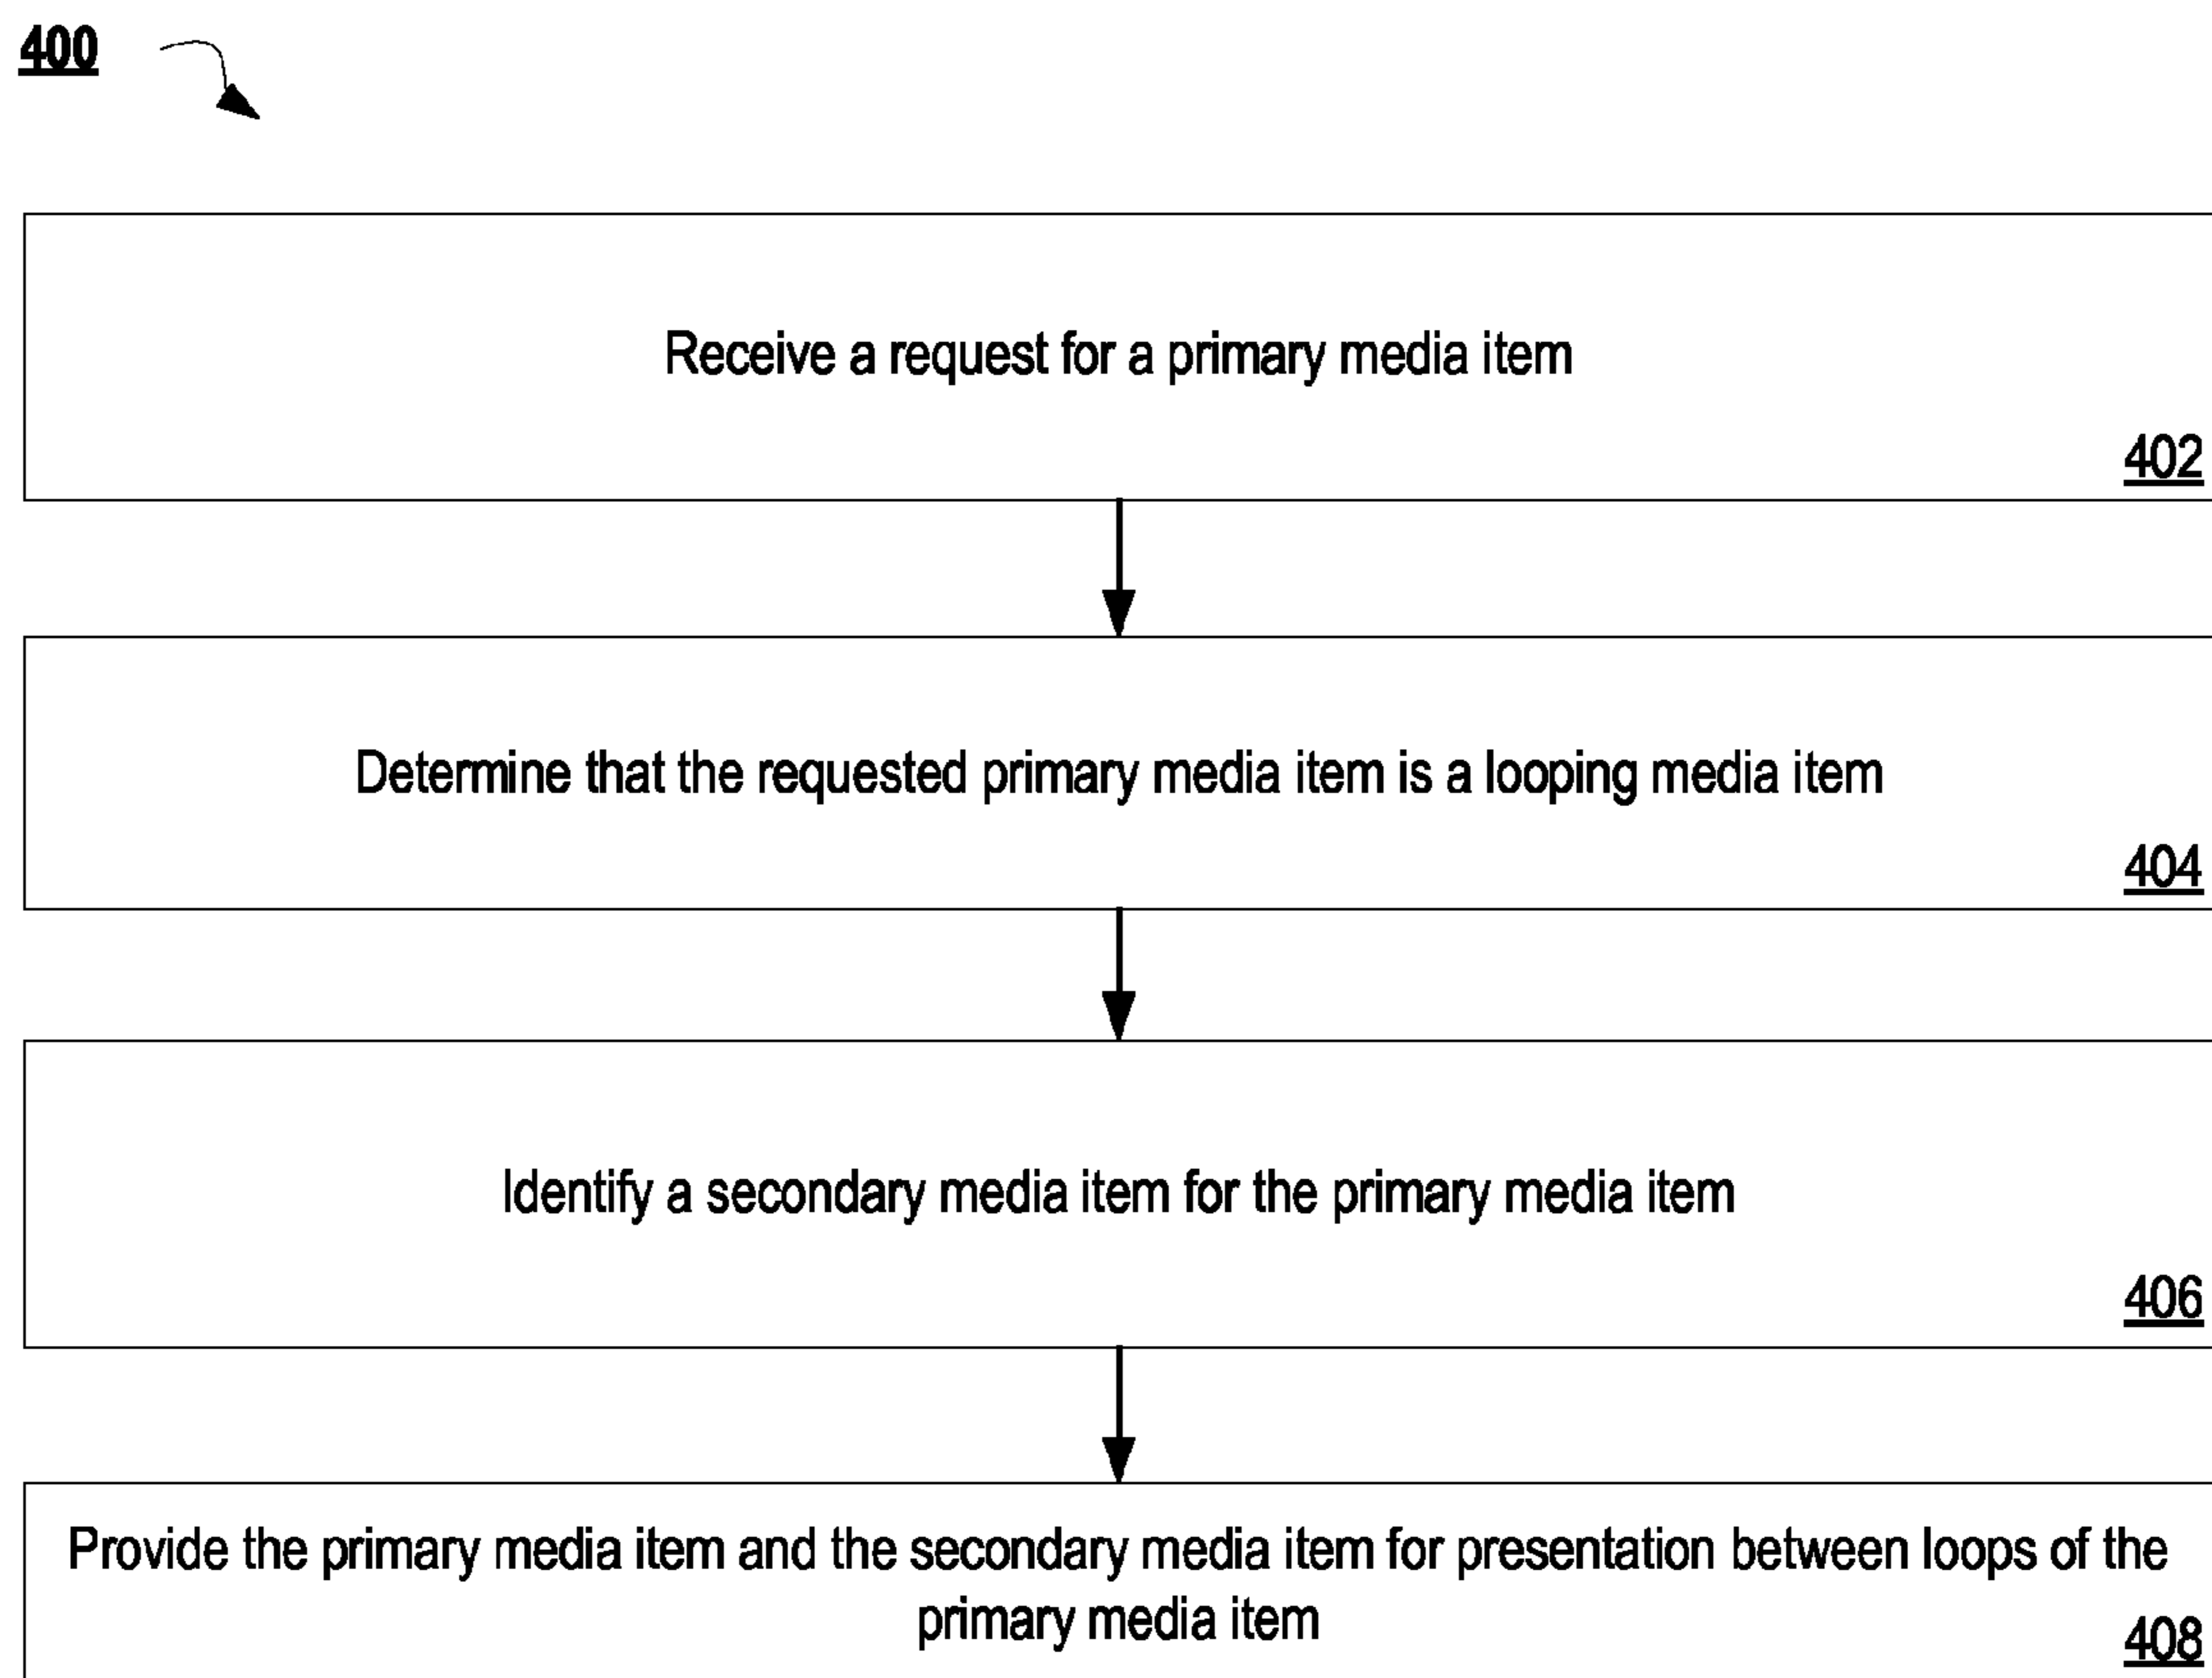 400
Receive a request for a primary media item
402
Determine that the requested primary media item is a looping media item
404
Identify a secondary media item for the primary media item
406
Provide the primary media item and the secondary media item for presentation between loops of the
primary media item
408